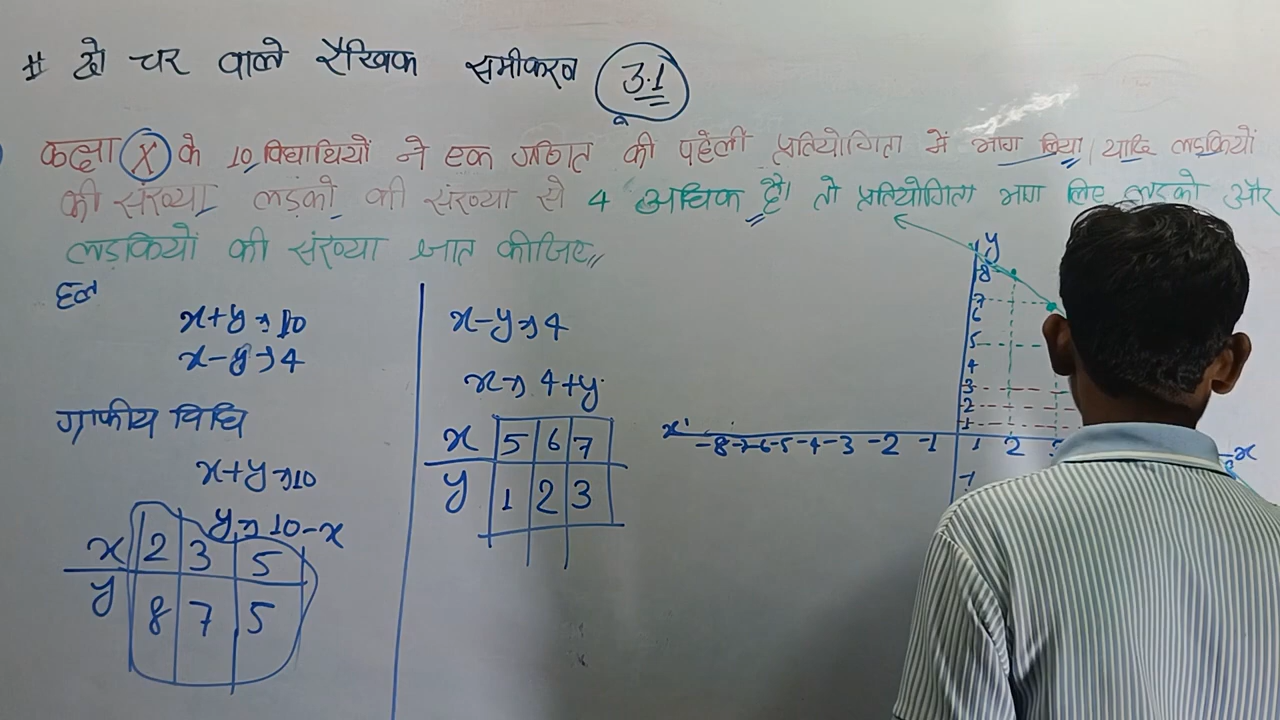 # दो चर वाले रैखिक समीकरण 3.1
कक्षा X के 10 विद्यार्थियों ने एक गणित की पहेली प्रतियोगिता में भाग लिया। यदि लड़कियों
की संख्या लड़कों की संख्या से 4 अधिक है। तो प्रतियोगिता भाग लिए लड़को और
लड़कियों की संख्या ज्ञात कीजिए,,
हल
x+y→10
x-y→4
ग्राफीय विधि
x+y→10
y→10-x
x 2 3 5
y 8 7 5
x-y→4
x→4+y
x 5 6 7
y 1 2 3
y
8
7
6
5
4
3
2
1
x' -8 -7 -6 -5 -4 -3 -2 -1 1 2 x
-1